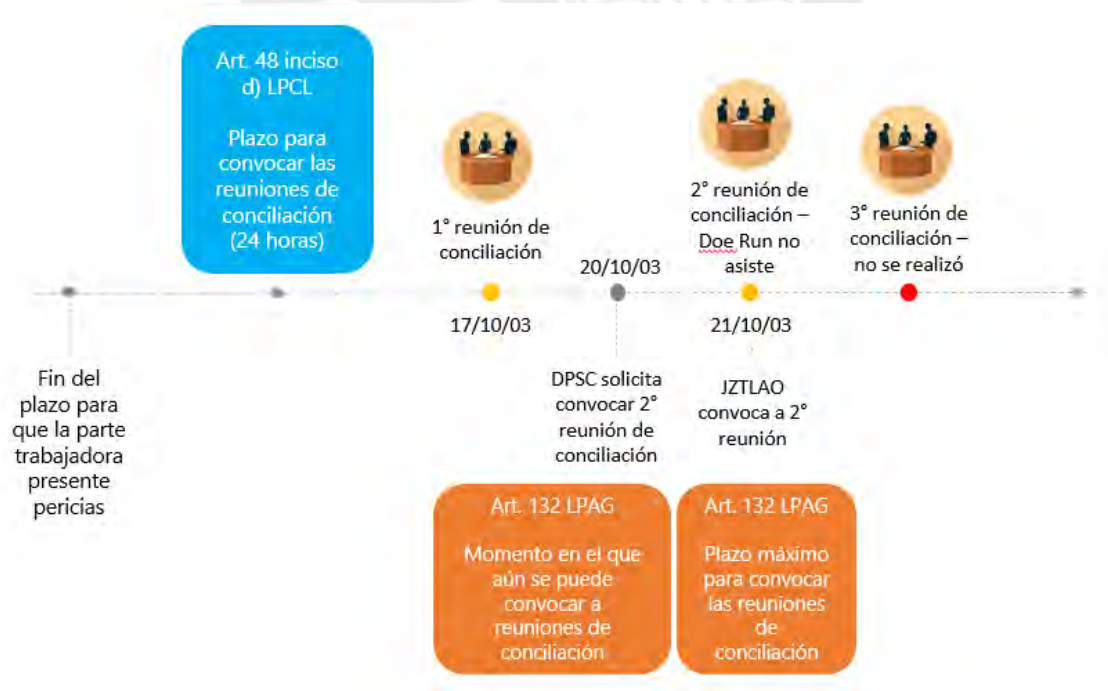 Art. 48 inciso
d) LPCL
Plazo para
convocar las
reuniones de
conciliación
(24 horas)
1° reunión de
conciliación
20/10/03
2° reunión de
conciliación –
Doe Run no
asiste
3° reunión de
conciliación –
no se realizó
17/10/03
21/10/03
Fin del
plazo para
que la parte
trabajadora
presente
pericias
DPSC solicita
convocar 2°
reunión de
conciliación
JZTLAO
convoca a 2°
reunión
Art. 132 LPAG
Momento en el que
aún se puede
convocar a
reuniones de
conciliación
Art. 132 LPAG
Plazo máximo
para convocar
las reuniones
de
conciliación